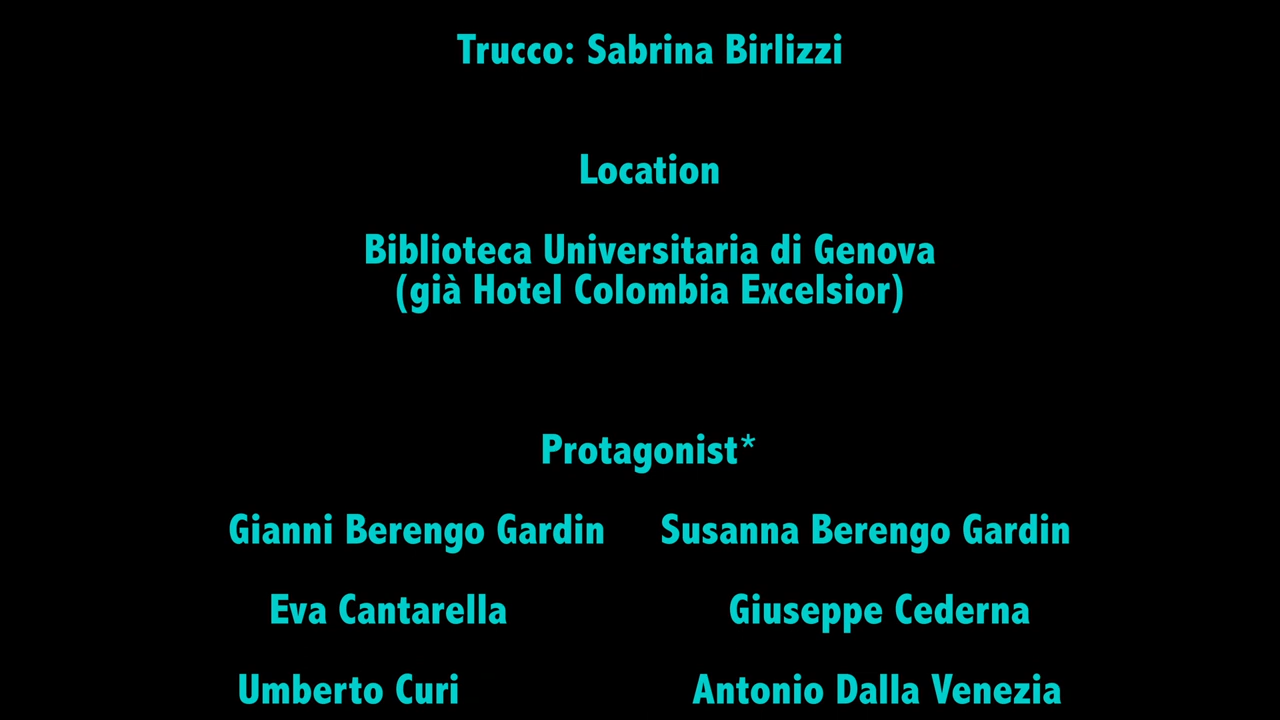 Trucco: Sabrina Birlizzi
Location
Biblioteca Universitaria di Genova
(già Hotel Colombia Excelsior)
Protagonist*
Gianni Berengo Gardin Susanna Berengo Gardin
Eva Cantarella Giuseppe Cederna
Umberto Curi Antonio Dalla Venezia